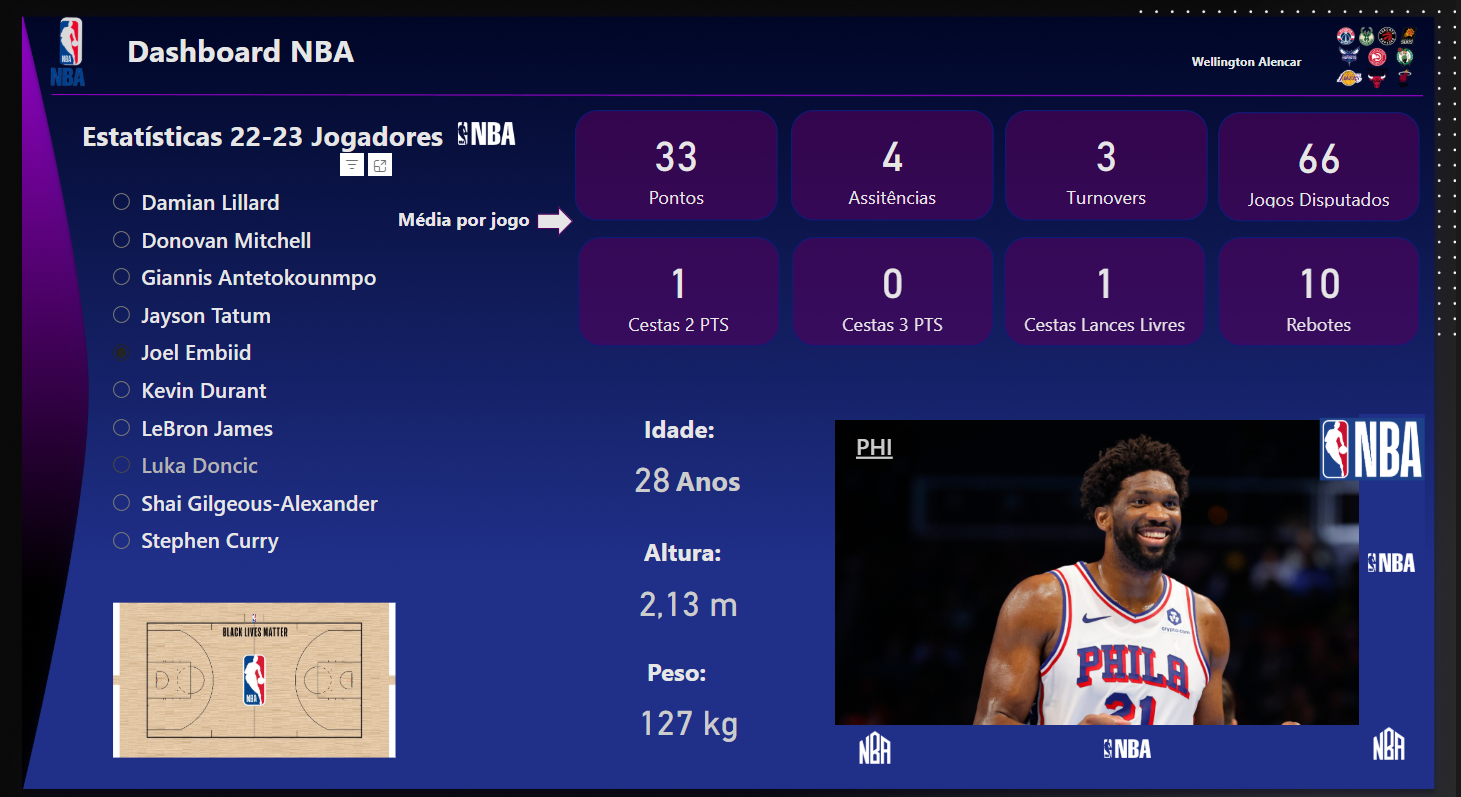 NBA
NBA
Dashboard NBA
Wellington Alencar
Estatísticas 22-23 Jogadores
NBA
Damian Lillard
Donovan Mitchell
Giannis Antetokounmpo
Jayson Tatum
Joel Embiid
Kevin Durant
LeBron James
Luka Doncic
Shai Gilgeous-Alexander
Stephen Curry
Média por jogo
33
Pontos
4
Assitências
3
Turnovers
66
Jogos Disputados
1
Cestas 2 PTS
0
Cestas 3 PTS
1
Cestas Lances Livres
10
Rebotes
Idade:
28 Anos
Altura:
2,13 m
Peso:
127 kg
BLACK LIVES MATTER
NBA
PHI
NBA
NBA
crypto.com
PHILA
21
NBA
NBA
NBA